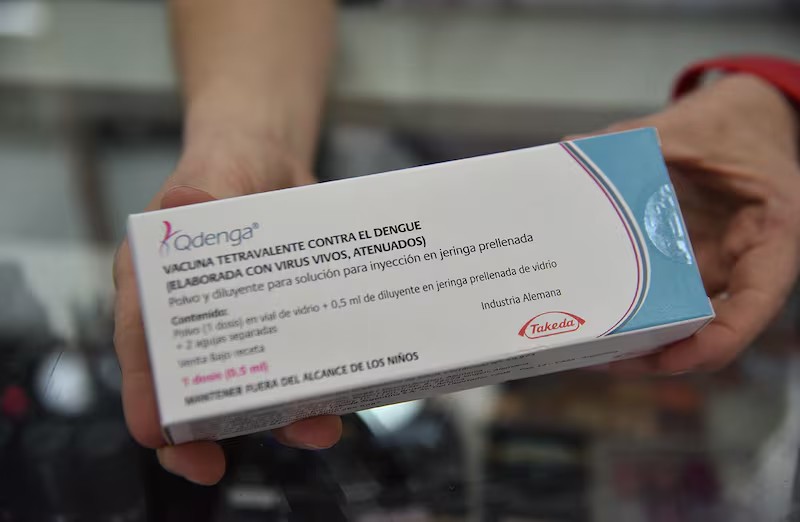 Qdenga®
VACUNA TETRAVALENTE CONTRA EL DENGUE
(ELABORADA CON VIRUS VIVOS, ATENUADOS)
Polvo y diluyente para solución para inyección en jeringa prellenada
Contenido:
Polvo (1 dosis) en vial de vidrio + 0.5 ml de diluyente en jeringa prellenada de vidrio
+ 2 agujas separadas
Venta Bajo receta
1 dosis (0.5 ml)
MANTENER FUERA DEL ALCANCE DE LOS NIÑOS
Industria Alemana
Takeda